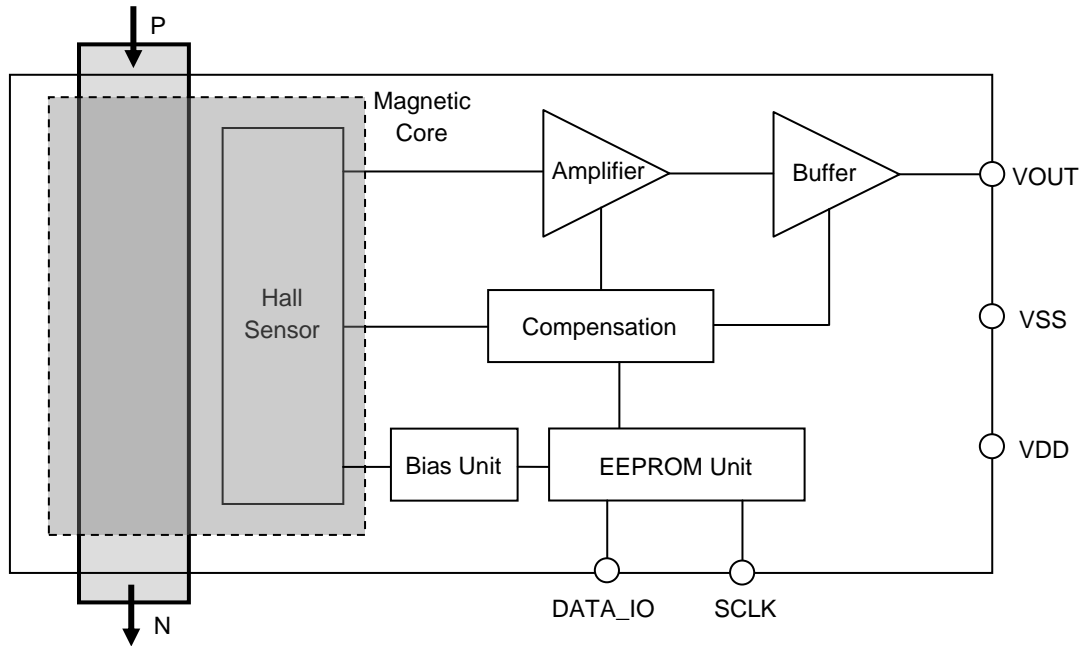 P
Magnetic
Core
Amplifier
Buffer
VOUT
Hall
Sensor
Compensation
VSS
Bias Unit
EEPROM Unit
VDD
DATA_IO
SCLK
N